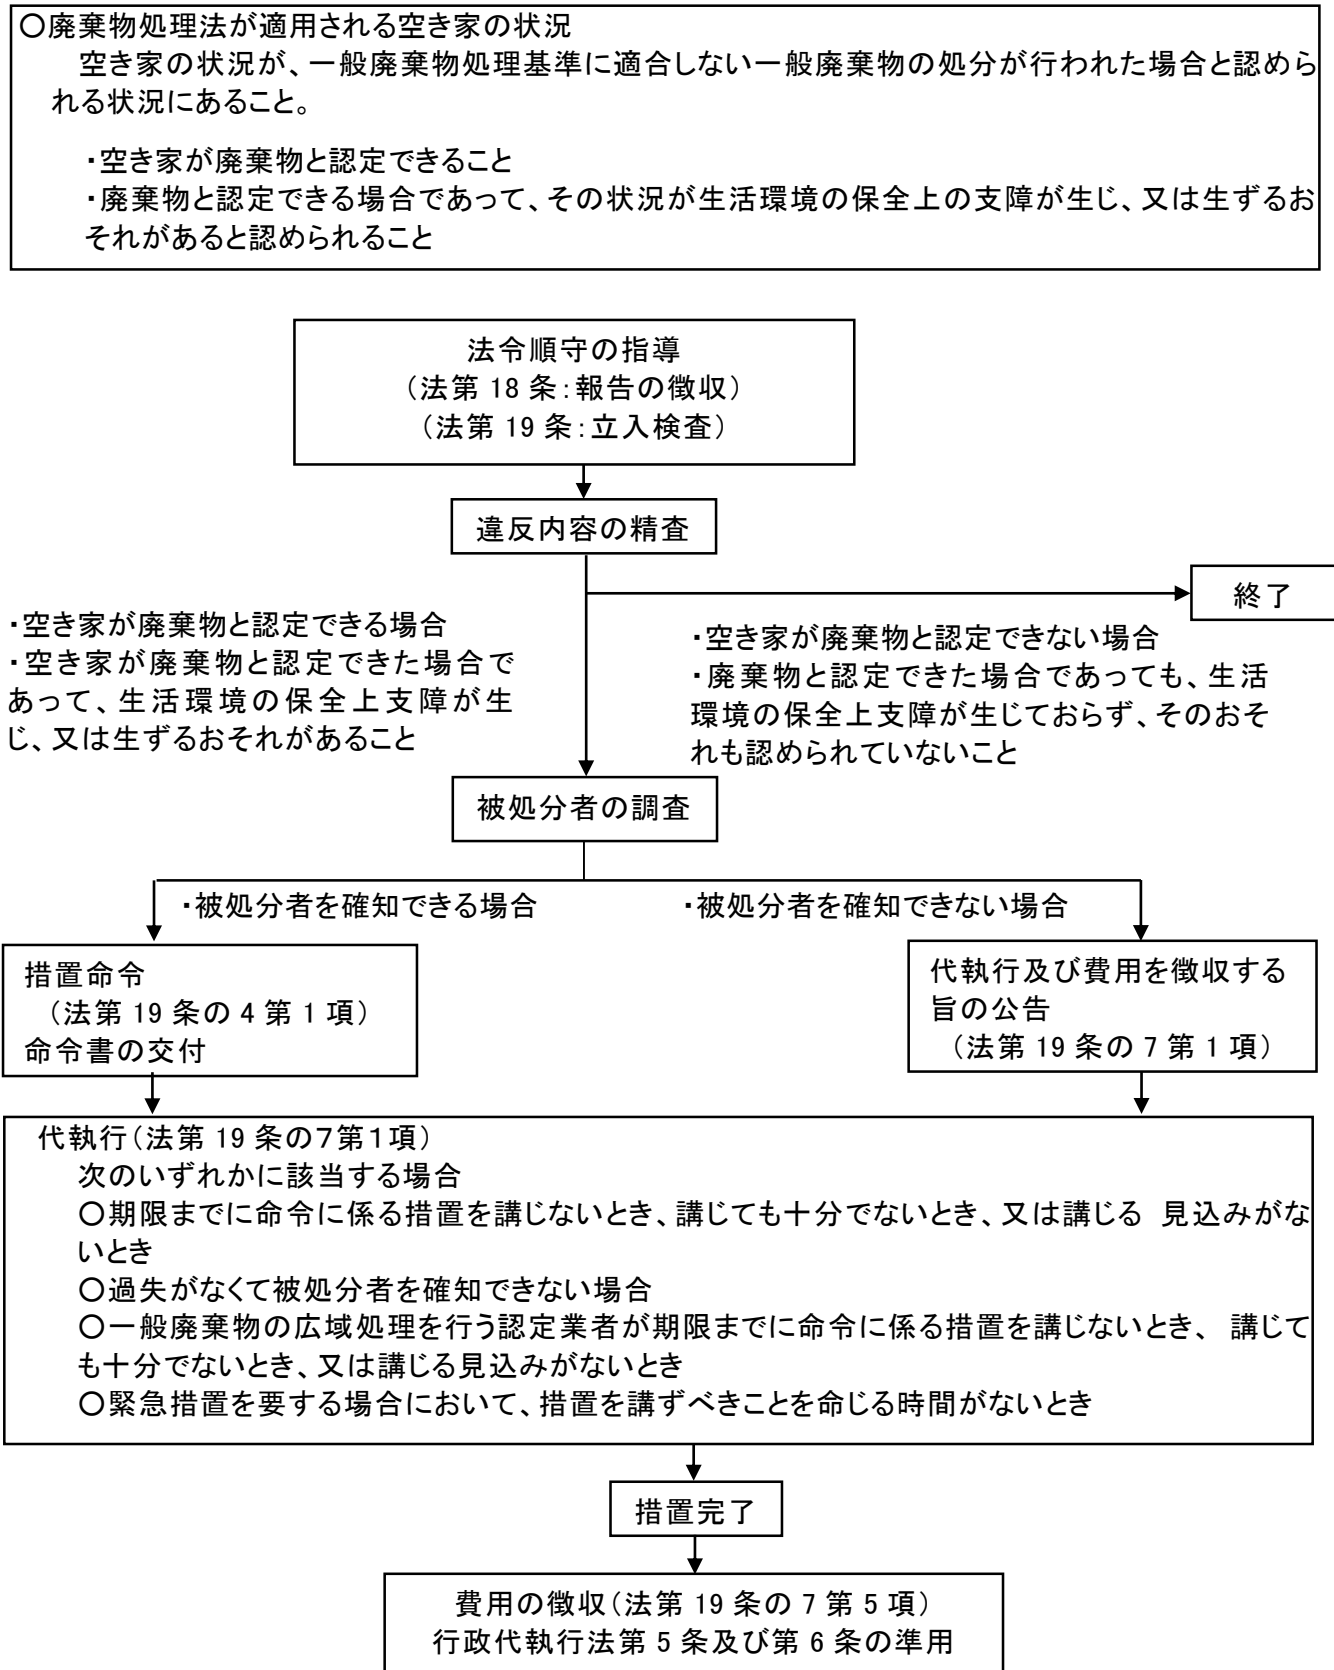 〇廃棄物処理法が適用される空き家の状況
空き家の状況が、一般廃棄物処理基準に適合しない一般廃棄物の処分が行われた場合と認めら
れる状況にあること。
・空き家が廃棄物と認定できること
・廃棄物と認定できる場合であって、その状況が生活環境の保全上の支障が生じ、又は生ずるお
それがあると認められること
法令順守の指導
（法第 18 条：報告の徴収）
（法第 19 条：立入検査）
違反内容の精査
終了
・空き家が廃棄物と認定できる場合
・空き家が廃棄物と認定できた場合で
あって、生活環境の保全上支障が生
じ、又は生ずるおそれがあること
・空き家が廃棄物と認定できない場合
・廃棄物と認定できた場合であっても、生活
環境の保全上支障が生じておらず、そのおそ
れも認められていないこと
被処分者の調査
・被処分者を確知できる場合
・被処分者を確知できない場合
措置命令
（法第 19 条の 4 第 1 項）
命令書の交付
代執行及び費用を徴収する
旨の公告
（法第 19 条の 7 第 1 項）
代執行（法第 19 条の７第１項）
次のいずれかに該当する場合
〇期限までに命令に係る措置を講じないとき、講じても十分でないとき、又は講じる 見込みがな
いとき
〇過失がなくて被処分者を確知できない場合
〇一般廃棄物の広域処理を行う認定業者が期限までに命令に係る措置を講じないとき、 講じて
も十分でないとき、又は講じる見込みがないとき
〇緊急措置を要する場合において、措置を講ずべきことを命じる時間がないとき
措置完了
費用の徴収（法第 19 条の 7 第 5 項）
行政代執行法第 5 条及び第 6 条の準用